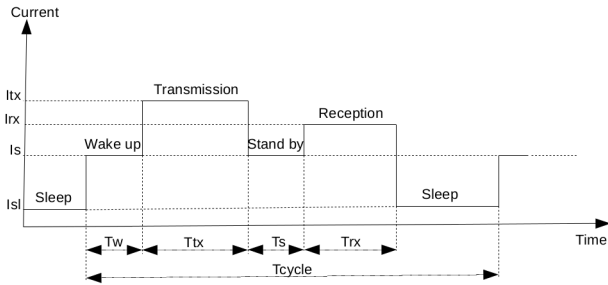 Current
Itx
Transmission
Irx
Reception
Is
Wake up
Stand by
Isl
Sleep
Sleep
Tw
Ttx
Ts
Trx
Time
Tcycle